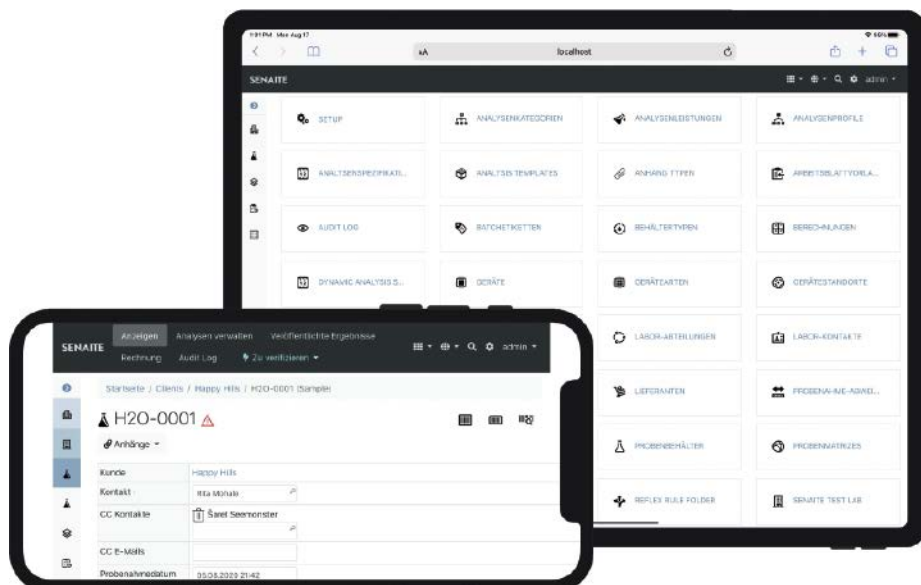 Mon Aug 17
AA
localhost
SENAITE
admin
SETUP
ANALYSENKATEGORIEN
ANALYSENLEISTUNGEN
ANALYSENPROFILE
ANALYSENSPEZIFIKATI...
ANALYSIS TEMPLATES
ANHANG TYPEN
ARBEITSBLATTVORLA...
AUDIT LOG
BATCHETIKETTEN
BEHÄLTERTYPEN
BERECHNUNGEN
DYNAMIC ANALYSIS S...
GERÄTE
GERÄTEARTEN
GERÄTESTANDORTE
LABOR-ABTEILUNGEN
LABOR-KONTAKTE
LIEFERANTEN
PROBENBEHÄLTER
PROBENMATRIZES
REFLEX RULE FOLDER
SENAITE TEST LAB
SENAITE
Anzeigen
Analysen verwalten
Veröffentlichte Ergebnisse
Rechnung
Audit Log
Zu verifizieren
admin
Startseite / Clients / Happy Hills / H2O-0001 (Sample)
H2O-0001
Anhänge
Kunde
Happy Hills
Kontakt
Rita Mohale
CC Kontakte
Sarel Seemonster
CC E-Mails
Probenahmedatum
05.08.2020 21:42